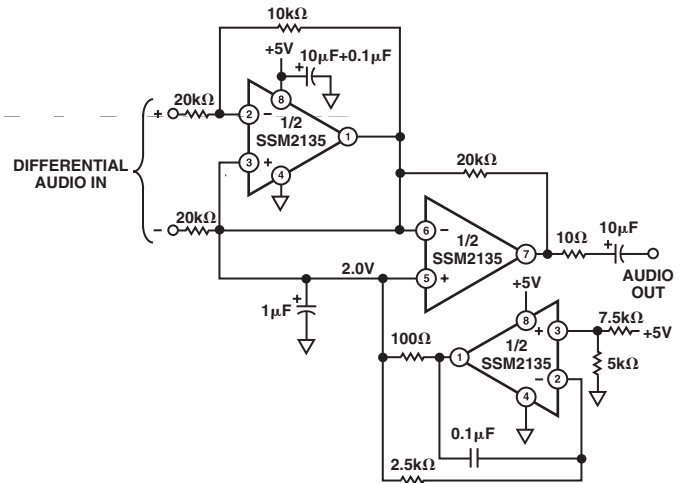 10kΩ
+5V
10μF+0.1μF
+
20kΩ
+
8
2
−
1/2
SSM2135
1
3
+
4
DIFFERENTIAL
AUDIO IN
20kΩ
−
20kΩ
6
−
1/2
SSM2135
7
5
+
10Ω
10μF
+
AUDIO
OUT
2.0V
1μF
+
+5V
8
+
3
7.5kΩ
+5V
100Ω
1
1/2
SSM2135
5kΩ
−
2
4
0.1μF
2.5kΩ